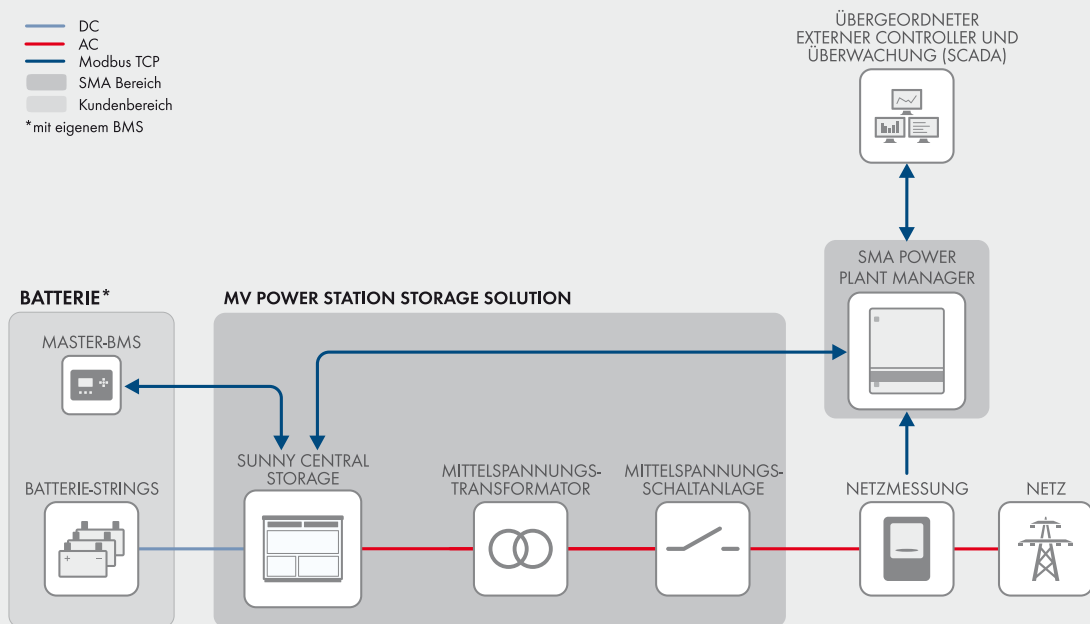 DC
AC
Modbus TCP
SMA Bereich
Kundenbereich
*mit eigenem BMS
ÜBERGEORDNETER
EXTERNER CONTROLLER UND
ÜBERWACHUNG (SCADA)
SMA POWER
PLANT MANAGER
BATTERIE*
MV POWER STATION STORAGE SOLUTION
MASTER-BMS
SUNNY CENTRAL
STORAGE
MITTELSPANNUNGS-
TRANSFORMATOR
MITTELSPANNUNGS-
SCHALTANLAGE
BATTERIE-STRINGS
NETZMESSUNG
NETZ